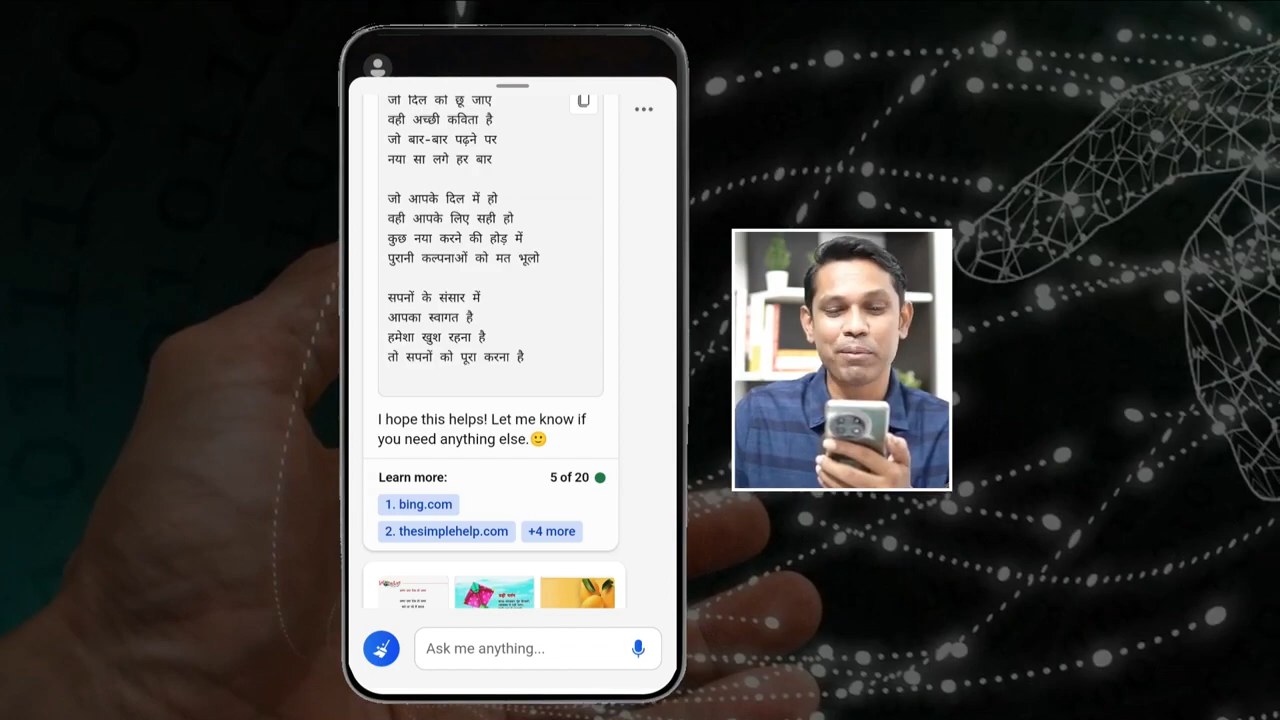 जो दिल को छू जाए
वही अच्छी कविता है
जो बार-बार पढ़ने पर
नया सा लगे हर बार
जो आपके दिल में हो
वही आपके लिए सही हो
कुछ नया करने की होड़ में
पुरानी कल्पनाओं को मत भूलो
सपनों के संसार में
आपका स्वागत है
हमेशा खुश रहना है
तो सपनों को पूरा करना है
I hope this helps! Let me know if
you need anything else.🙂
Learn more:
5 of 20
1. bing.com
2. thesimplehelp.com
+4 more
Ask me anything...